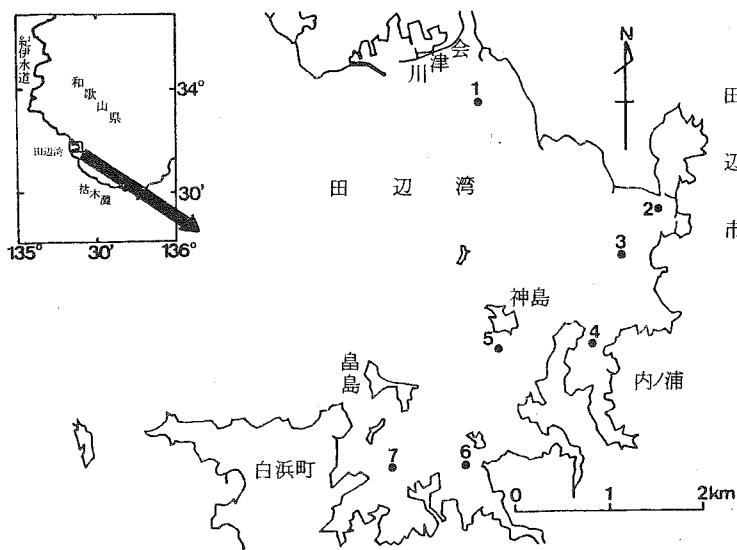 紀伊水道
和歌山県
田辺湾
枯木灘
34°
30'
135°
30'
136°
会津川
N
田辺市
田辺湾
神島
畠島
内ノ浦
白浜町
1
2
3
4
5
6
7
0 1 2km